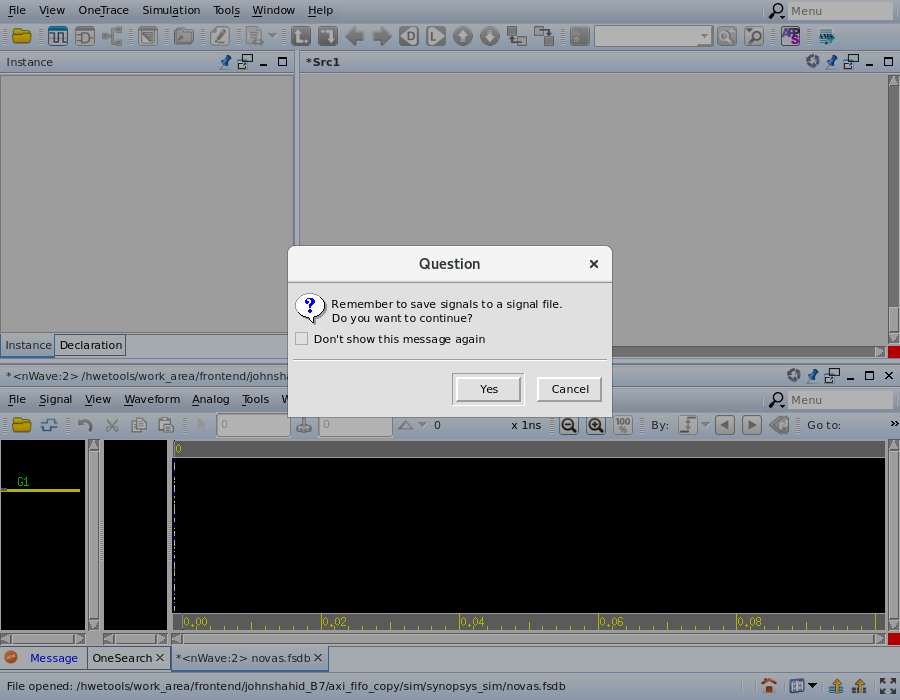 File View OneTrace Simulation Tools Window Help Menu
Instance
*Src1
Question
Remember to save signals to a signal file.
Do you want to continue?
Don't show this message again
Yes Cancel
Instance Declaration
*<nWave:2> /hwetools/work_area/frontend/johnsha
File Signal View Waveform Analog Tools Menu
0 0 0 x 1ns 100 % By: Go to: »
G1
0
0.00 0.02 0.04 0.06 0.08
Message OneSearch *<nWave:2> novas.fsdb
File opened: /hwetools/work_area/frontend/johnshahid_B7/axi_fifo_copy/sim/synopsys_sim/novas.fsdb